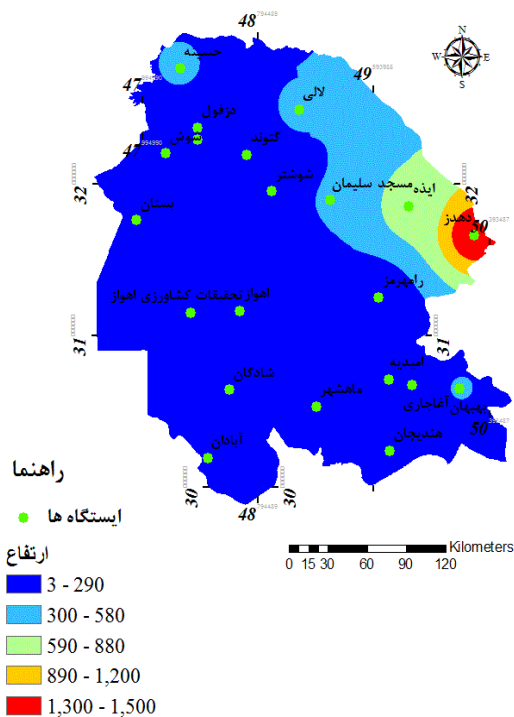 48
N
W E
S
حسینه
47
لالی
49
دزفول
شوش
گتوند
47
994990
32
شوشتر
مسجد سلیمان
ایذه
32
دهدز
50
بستان
رامهرمز
اهواز
تحقیقات کشاورزی اهواز
31
31
امیدیه
شادگان
ماهشهر
آغاجاری
بهبهان
50
هندیجان
آبادان
30
30
48
راهنما
ایستگاه ها
Kilometers
0 15 30 60 90 120
ارتفاع
3 - 290
300 - 580
590 - 880
890 - 1,200
1,300 - 1,500